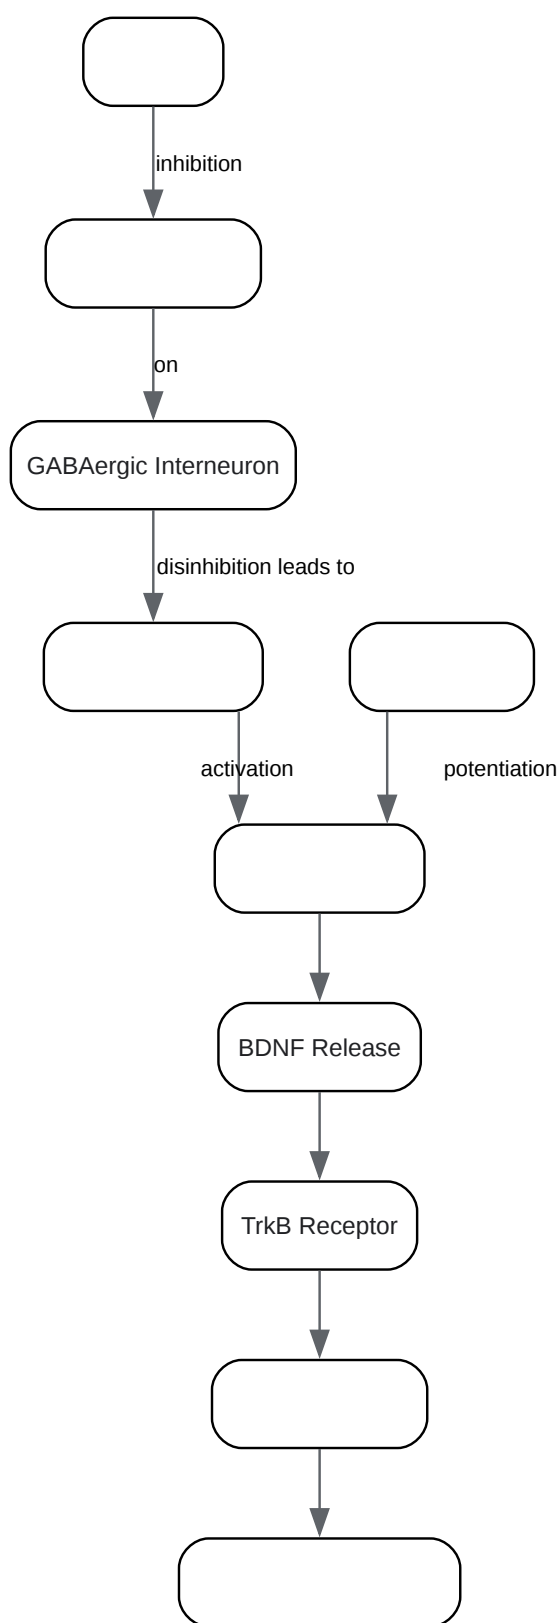 inhibition
on
GABAergic Interneuron
disinhibition leads to
activation
potentiation
BDNF Release
TrkB Receptor